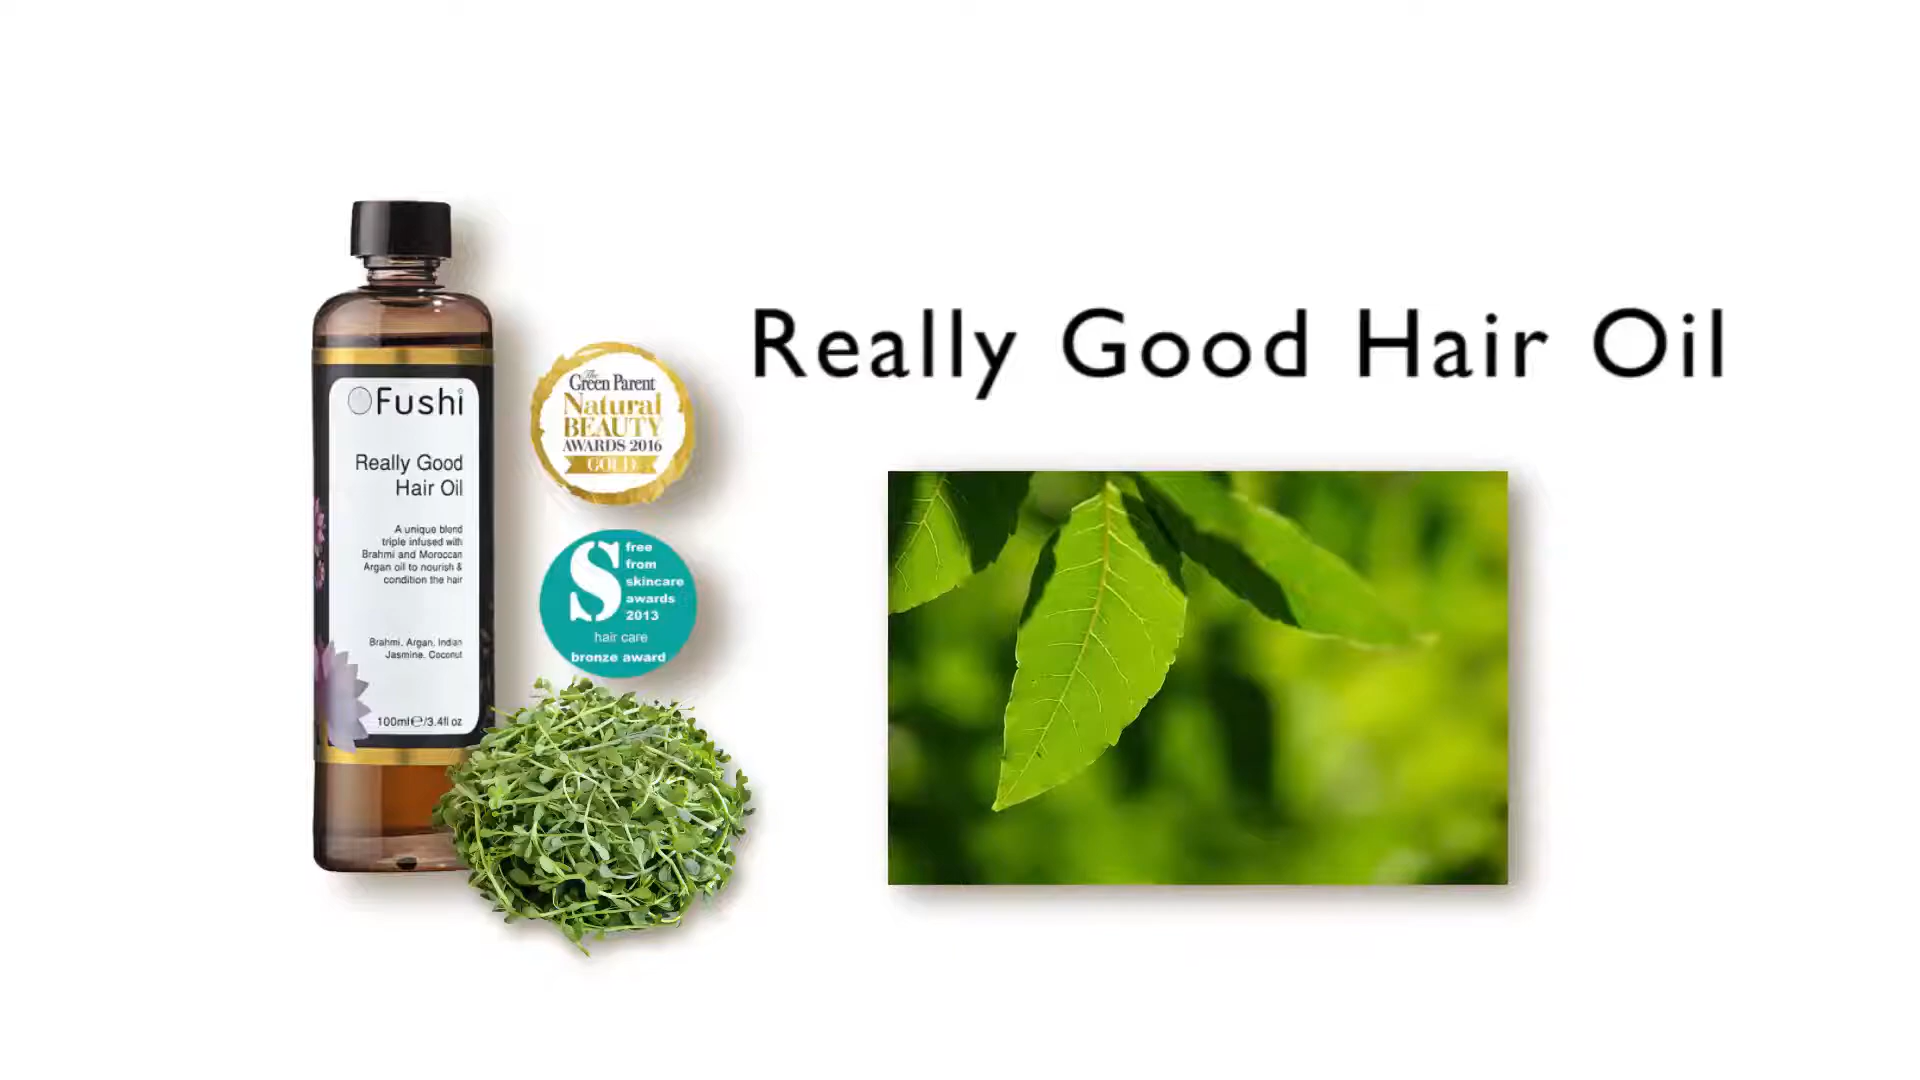 Really Good Hair Oil
Fushi
Really Good
Hair Oil
A unique blend
triple infused with
Brahmi and Moroccan
Argan oil to nourish &
condition the hair
Brahmi, Argan, Indian
Jasmine, Coconut
100ml℮/3.4fl oz
The
Green Parent
Natural
BEAUTY
AWARDS 2016
GOLD
S
free
from
skincare
awards
2013
hair care
bronze award